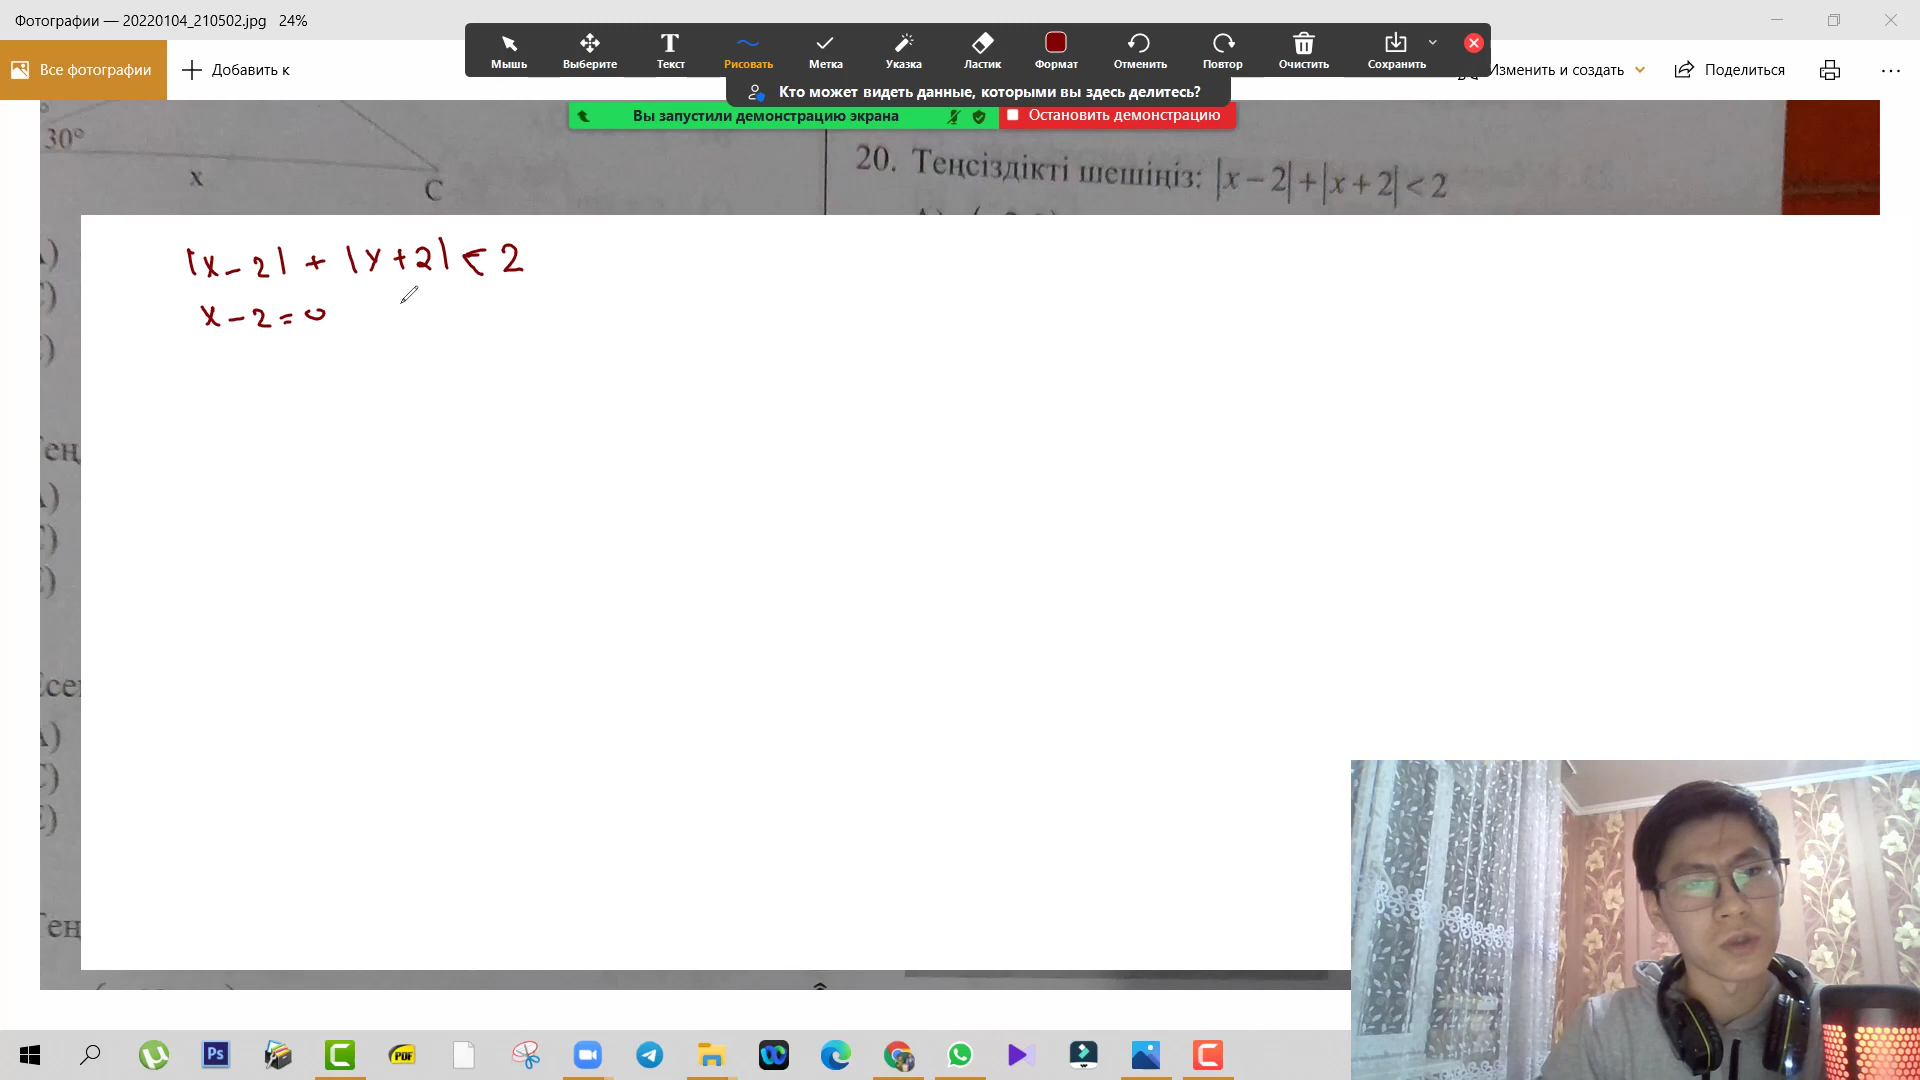 Фотографии — 20220104_210502.jpg 24%
Мышь Выберите Текст Рисовать Метка Указка Ластик Формат Отменить Повтор Очистить Сохранить
Все фотографии Добавить к Изменить и создать Поделиться
Кто может видеть данные, которыми вы здесь делитесь?
Вы запустили демонстрацию экрана Остановить демонстрацию
30°
x
C
20. Теңсіздікті шешіңіз: |x − 2| + |x + 2| < 2
|x − 2| + |y + 2| < 2
x − 2 = 0
Ps
PDF